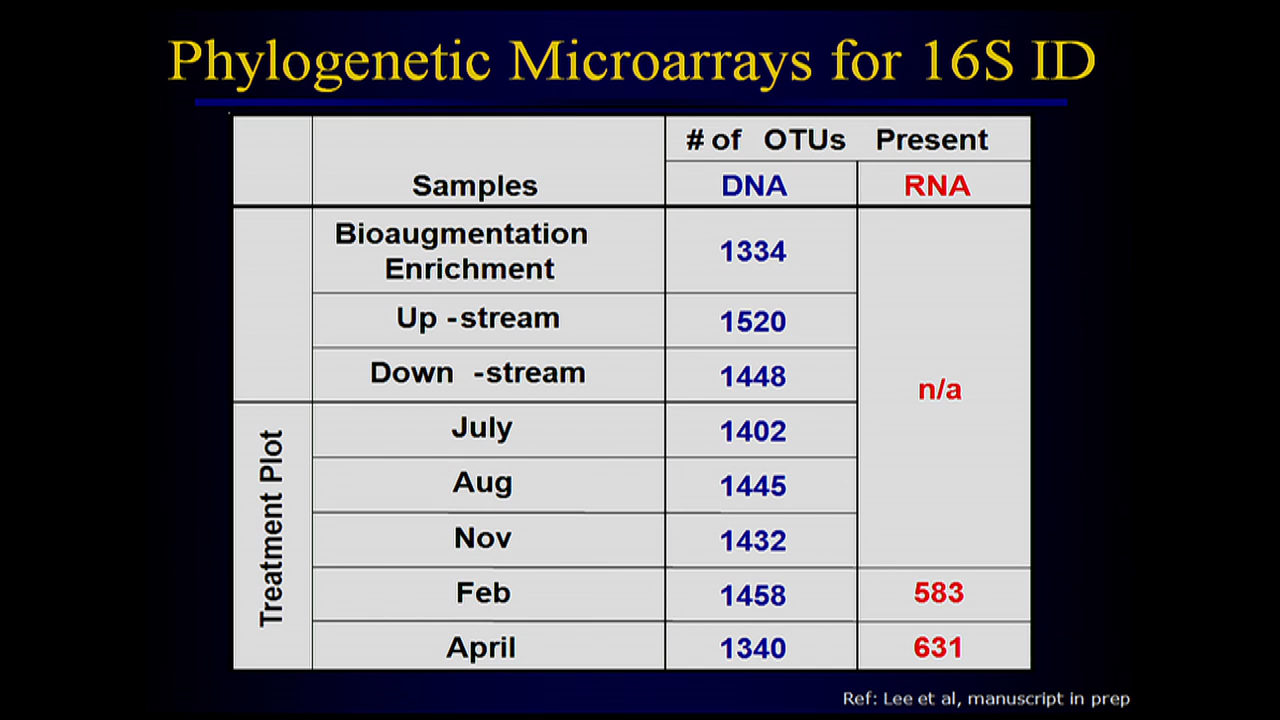 Phylogenetic Microarrays for 16S ID
# of OTUs Present
Samples DNA RNA
Bioaugmentation
Enrichment 1334
Up -stream 1520
Down -stream 1448
n/a
Treatment Plot
July 1402
Aug 1445
Nov 1432
Feb 1458 583
April 1340 631
Ref: Lee et al, manuscript in prep